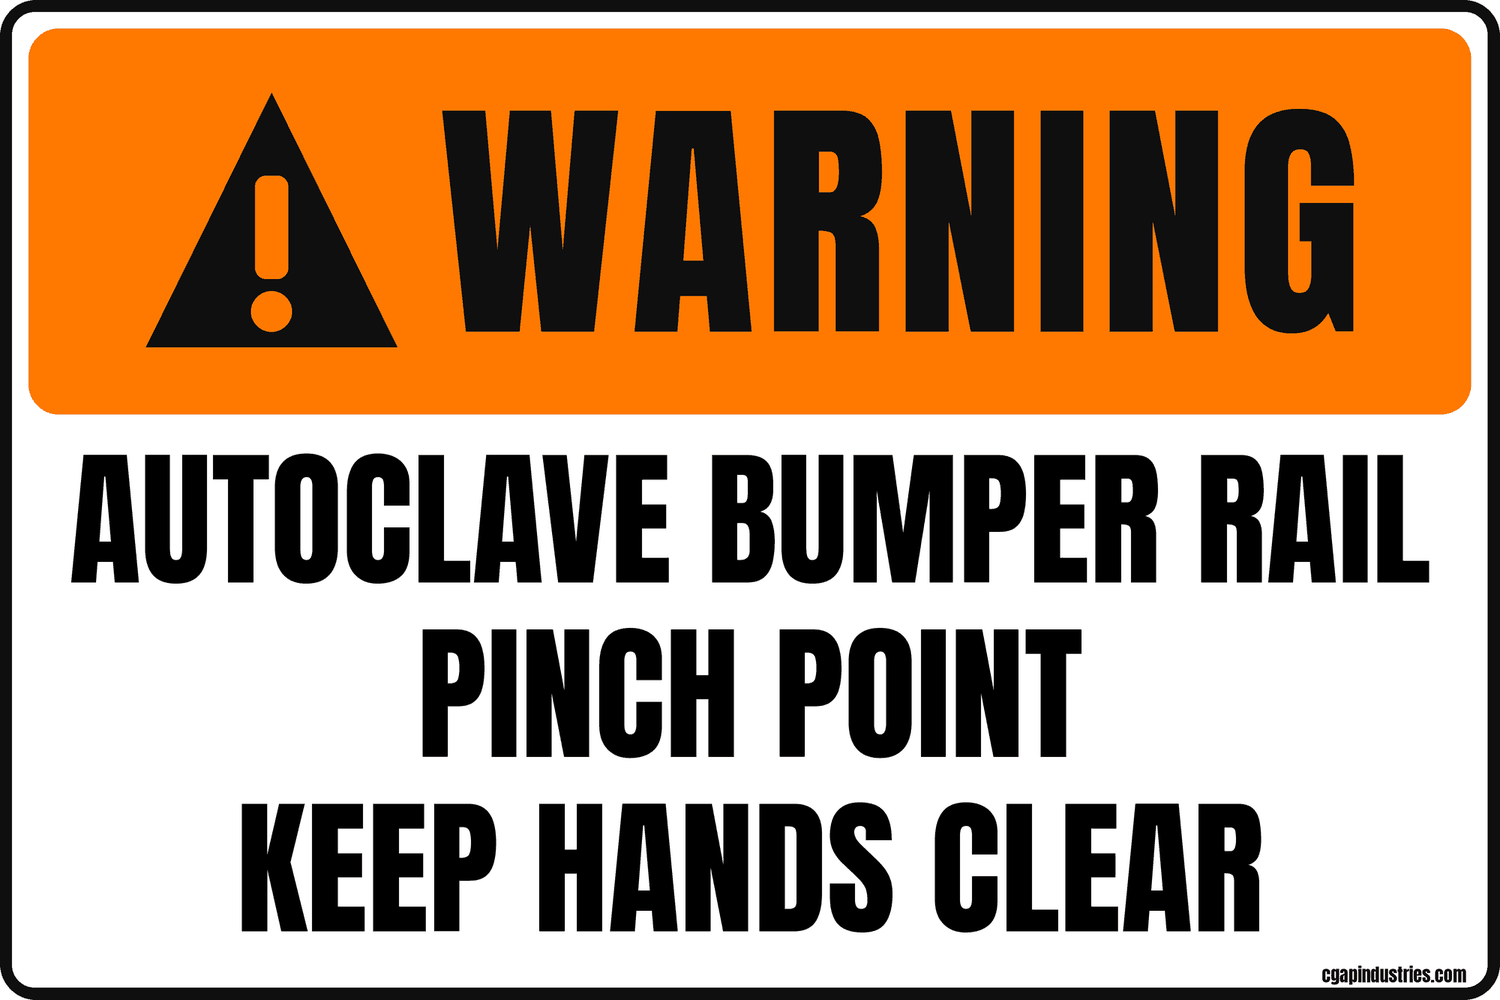 WARNING
AUTOCLAVE BUMPER RAIL
PINCH POINT
KEEP HANDS CLEAR
cgapindustries.com